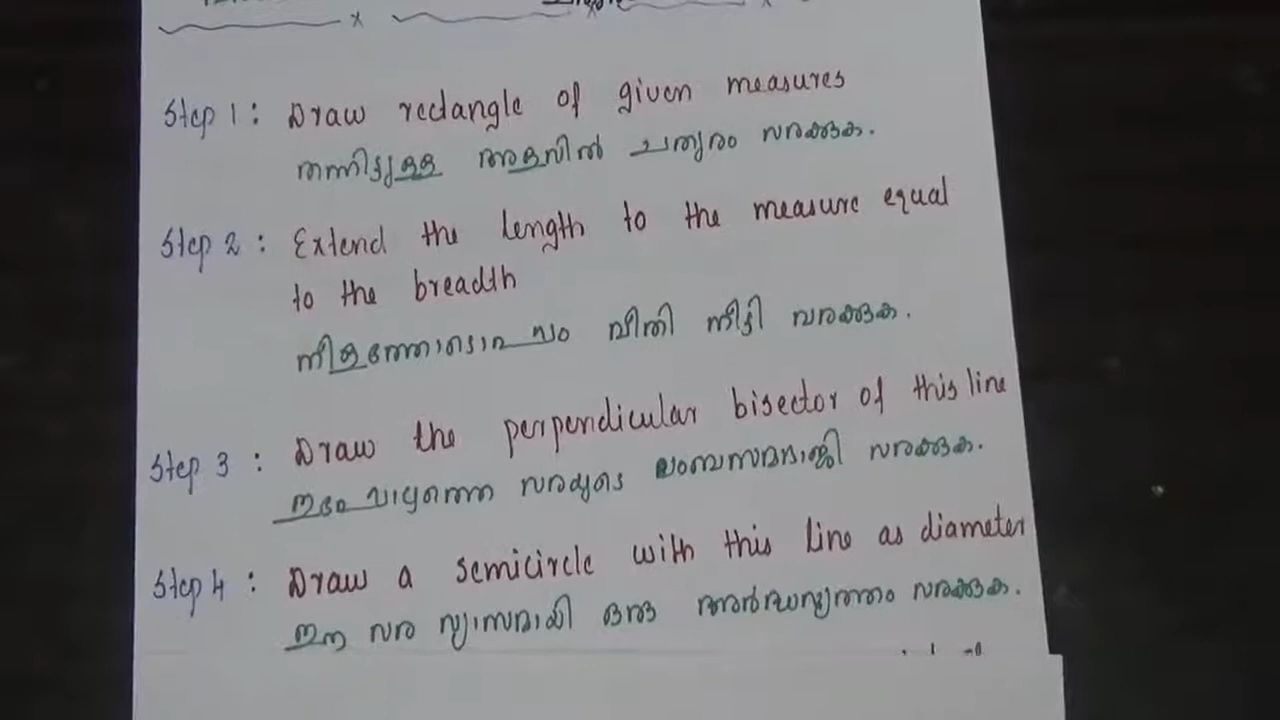 Step 1 : Draw rectangle of given measures
തന്നിട്ടുള്ള അളവിൽ ചതുരം വരക്കുക.
Step 2 : Extend the length to the measure equal
to the breadth
നീളത്തോടൊപ്പം വീതി നീട്ടി വരക്കുക.
Step 3 : Draw the perpendicular bisector of this line
വരയുടെ ലംബസമഭാജി വരക്കുക.
Step 4 : Draw a semicircle with this line as diameter
ഈ വര വ്യാസമായി ഒരു അർദ്ധവൃത്തം വരക്കുക.